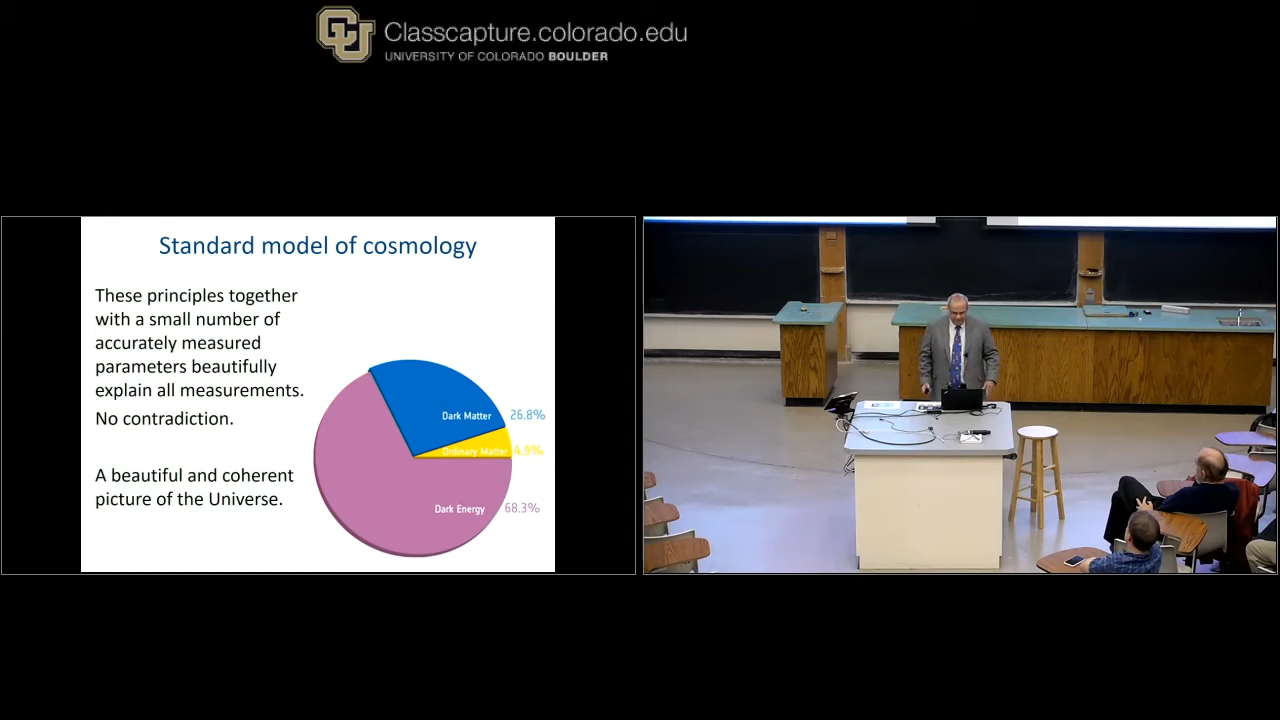 Classcapture.colorado.edu
UNIVERSITY OF COLORADO BOULDER
Standard model of cosmology
These principles together
with a small number of
accurately measured
parameters beautifully
explain all measurements.
No contradiction.
A beautiful and coherent
picture of the Universe.
Dark Matter 26.8%
Ordinary Matter 4.9%
Dark Energy 68.3%